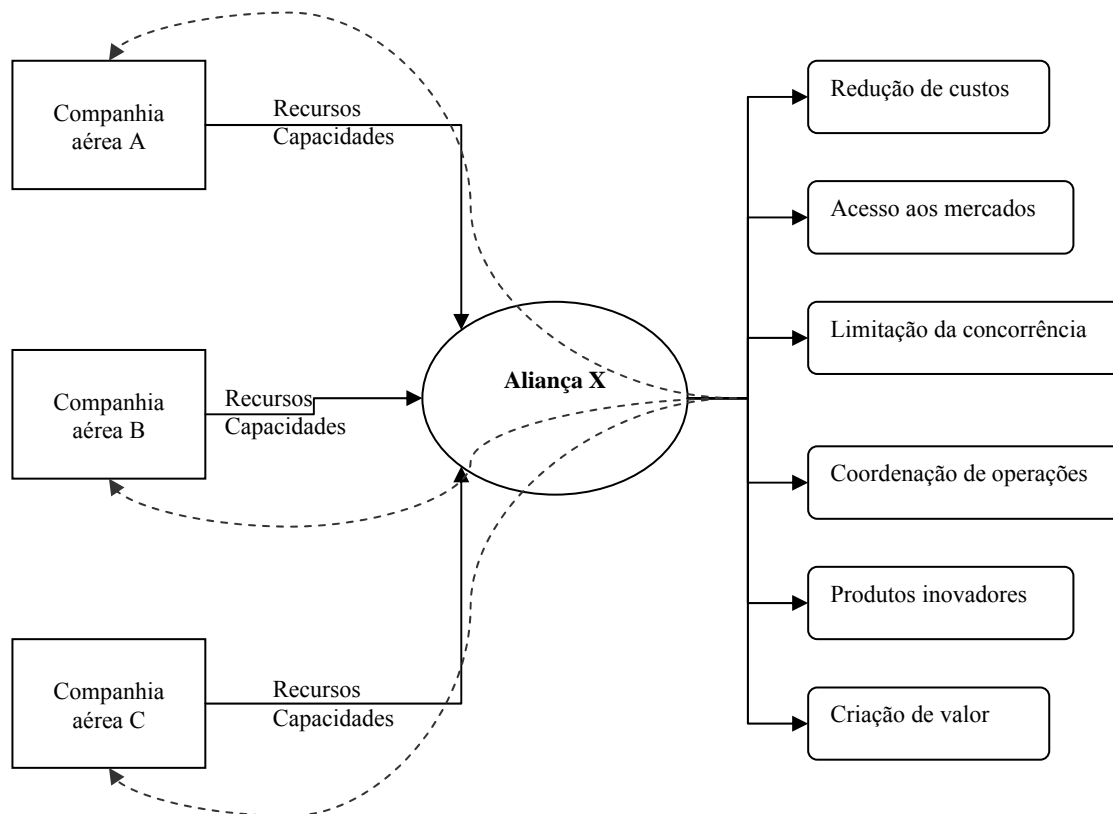 Companhia
aérea A
Recursos
Capacidades
Redução de custos
Acesso aos mercados
Limitação da concorrência
Aliança X
Companhia
aérea B
Recursos
Capacidades
Coordenação de operações
Produtos inovadores
Companhia
aérea C
Recursos
Capacidades
Criação de valor